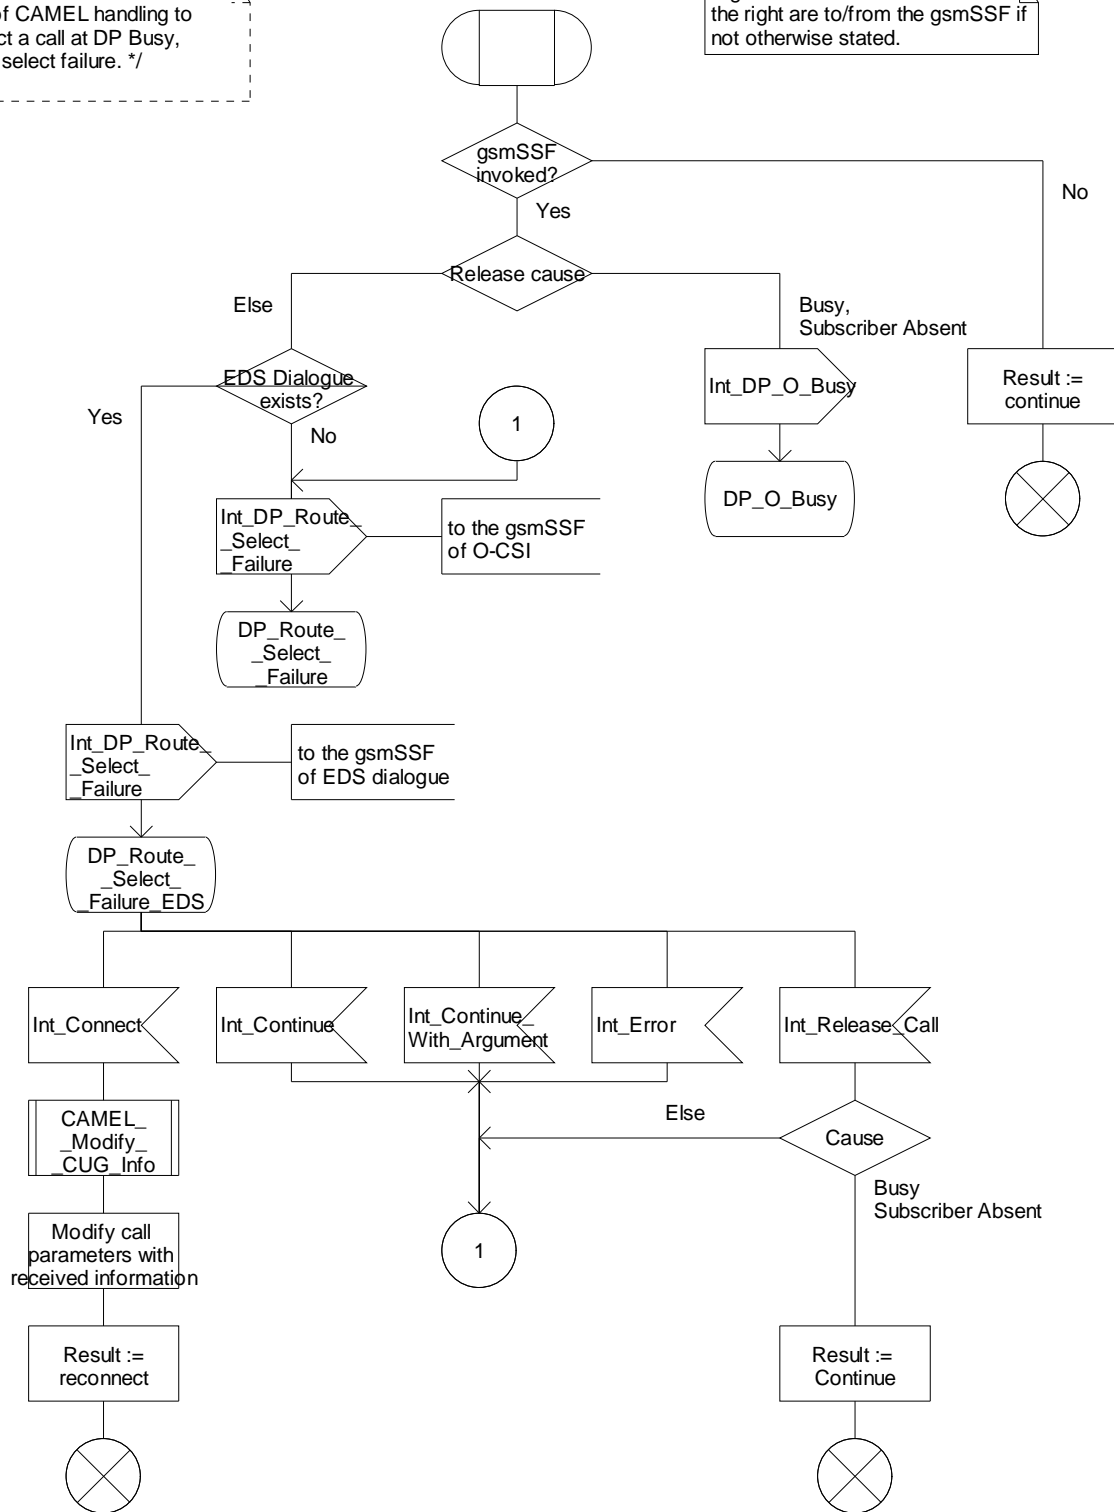 of CAMEL handling to
ct a call at DP Busy,
select failure. */
the right are to/from the gsmSSF if
not otherwise stated.
gsmSSF
invoked?
No
Yes
Release cause
Else
Busy,
Subscriber Absent
EDS Dialogue
exists?
Int_DP_O_Busy
Result :=
continue
Yes
No
1
DP_O_Busy
Int_DP_Route_
_Select_
_Failure
to the gsmSSF
of O-CSI
DP_Route_
_Select_
_Failure
Int_DP_Route_
_Select_
_Failure
to the gsmSSF
of EDS dialogue
DP_Route_
_Select_
_Failure_EDS
Int_Connect
Int_Continue
Int_Continue_
With_Argument
Int_Error
Int_Release_Call
CAMEL_
_Modify_
_CUG_Info
Else
Cause
Busy
Subscriber Absent
Modify call
parameters with
received information
1
Result :=
reconnect
Result :=
Continue